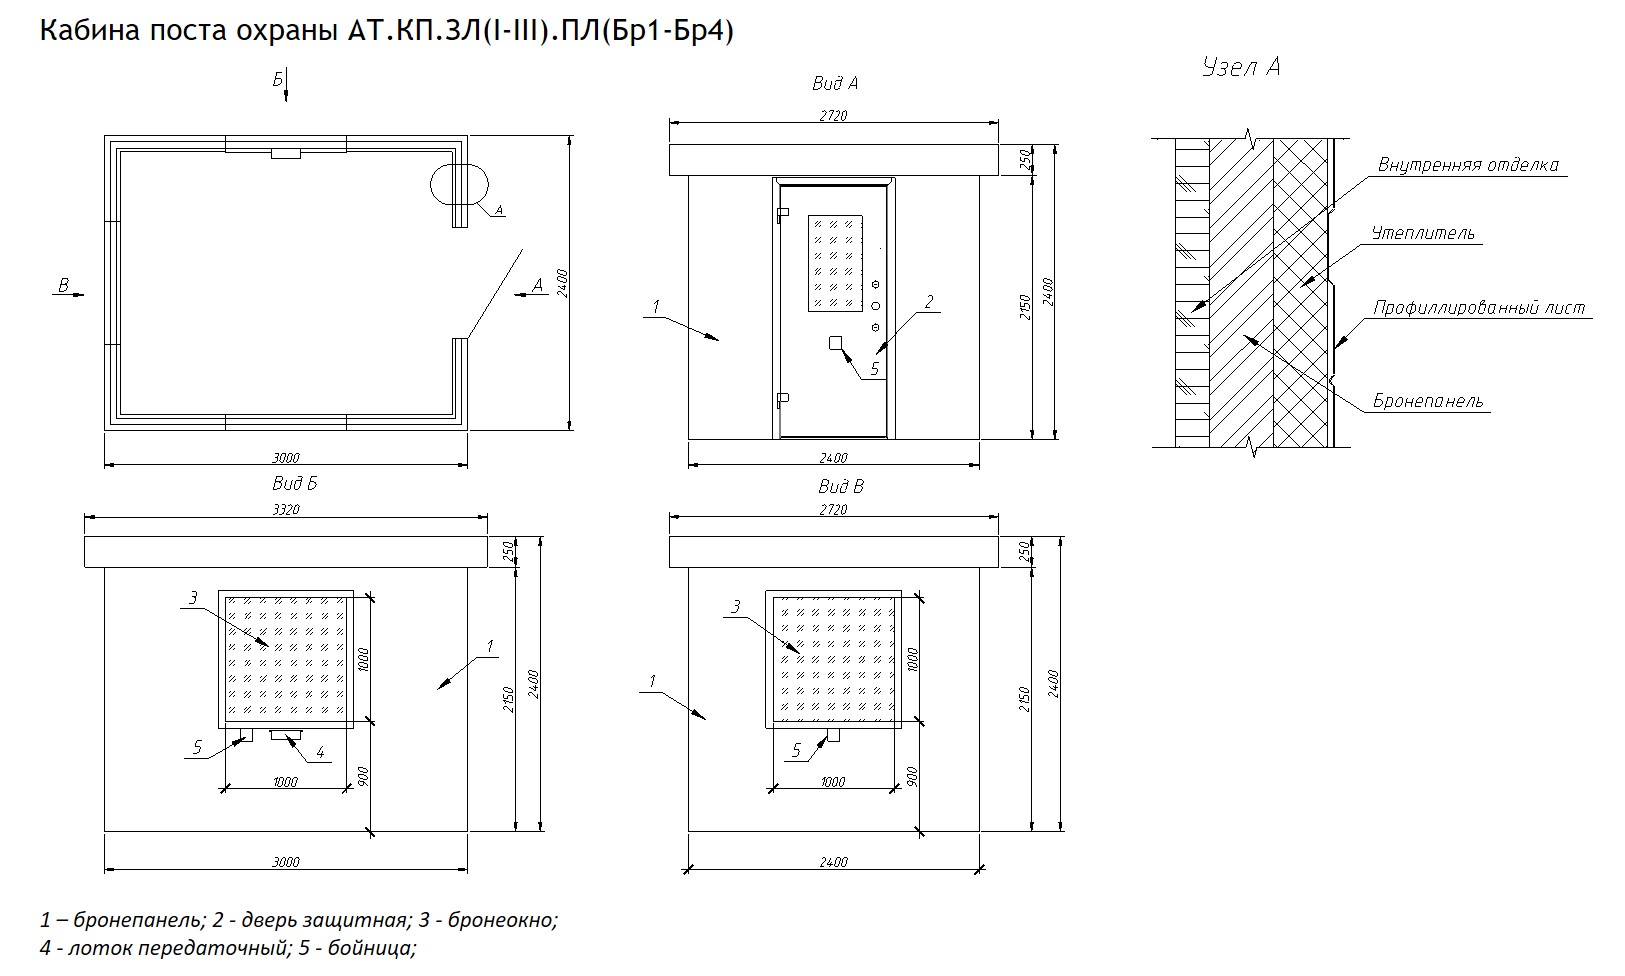 Кабина поста охраны АТ.КП.ЗЛ(I-III).ПЛ(Бр1-Бр4)
Б
А
В
А
2400
3000
Вид А
2720
250
2150
2400
1
2
5
2400
Узел А
Внутренняя отделка
Утеплитель
Профиллированный лист
Бронепанель
Вид Б
3320
250
2150
2400
3
1
1000
5
4
1000
900
3000
Вид В
2720
250
2150
2400
3
1
1000
5
1000
900
2400
1 – бронепанель; 2 - дверь защитная; 3 - бронеокно;
4 - лоток передаточный; 5 - бойница;